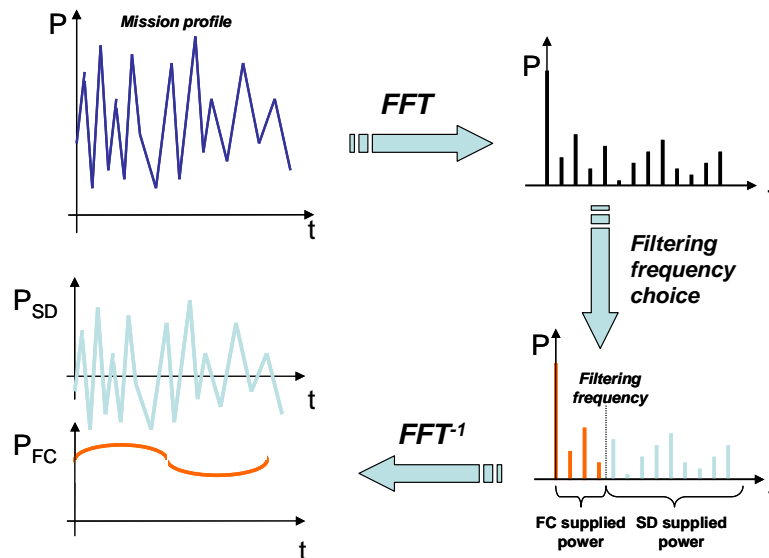 P
Mission profile
t
FFT
P
Filtering
frequency
choice
P_SD
t
P_FC
t
FFT⁻¹
P
Filtering
frequency
FC supplied
power
SD supplied
power